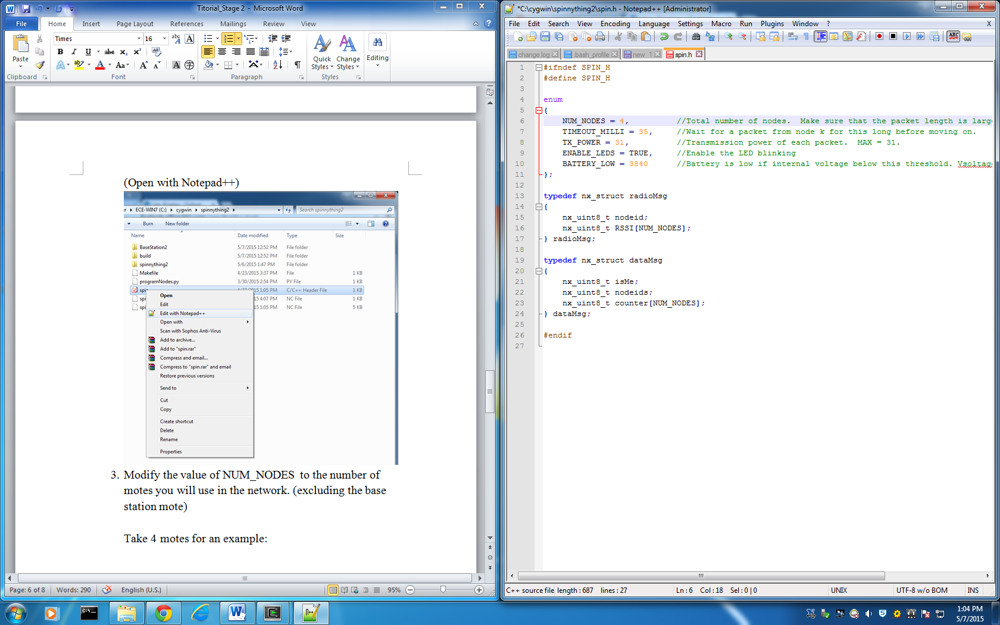 Titorial_Stage 2 - Microsoft Word
File Home Insert Page Layout References Mailings Review View
Paste
Times 16
Quick Styles
Change Styles
Editing
Clipboard Font Paragraph Styles
(Open with Notepad++)
ECE-WIN7 (C:) cygwin spinnything2 Search spinnything2
Burn New folder
Name Date modified Type Size
BaseStation2 5/7/2015 12:52 PM File folder
build 5/7/2015 12:52 PM File folder
spinnything2 5/6/2015 1:47 PM File folder
Makefile 4/23/2015 3:37 PM File 1 KB
programNodes.py 3/30/2015 2:54 PM PY File 1 KB
1:05 PM C/C++ Header File 1 KB
5 4:07 PM NC File 1 KB
5 1:05 PM NC File 5 KB
Open
Edit
Edit with Notepad++
Open with
Scan with Sophos Anti-Virus
Add to archive...
Add to "spin.rar"
Compress and email...
Compress to "spin.rar" and email
Restore previous versions
Send to
Cut
Copy
Create shortcut
Delete
Rename
Properties
3. Modify the value of NUM_NODES to the number of
motes you will use in the network. (excluding the base
station mote)
Take 4 motes for an example:
Page: 6 of 8 Words: 290 English (U.S.) 95%
*C:\cygwin\spinnything2\spin.h - Notepad++ [Administrator]
File Edit Search View Encoding Language Settings Macro Run Plugins Window ? X
change.log .bash_profile new 1 spin.h
1 #ifndef SPIN_H
2 #define SPIN_H
3
4 enum
5 {
6 NUM_NODES = 4, //Total number of nodes. Make sure that the packet length is larg
7 TIMEOUT_MILLI = 35, //Wait for a packet from node k for this long before moving on.
8 TX_POWER = 31, //Transmission power of each packet. MAX = 31.
9 ENABLE_LEDS = TRUE, //Enable the LED blinking
10 BATTERY_LOW = 3840 //Battery is low if internal voltage below this threshold. Vsoltag
11 };
12
13 typedef nx_struct radioMsg
14 {
15 nx_uint8_t nodeid;
16 nx_uint8_t RSSI[NUM_NODES];
17 } radioMsg;
18
19 typedef nx_struct dataMsg
20 {
21 nx_uint8_t isMe;
22 nx_uint8_t nodeids;
23 nx_uint8_t counter[NUM_NODES];
24 } dataMsg;
25
26 #endif
27
C++ source file length : 687 lines : 27 Ln : 6 Col : 18 Sel : 0 | 0 UNIX UTF-8 w/o BOM INS
1:04 PM
5/7/2015